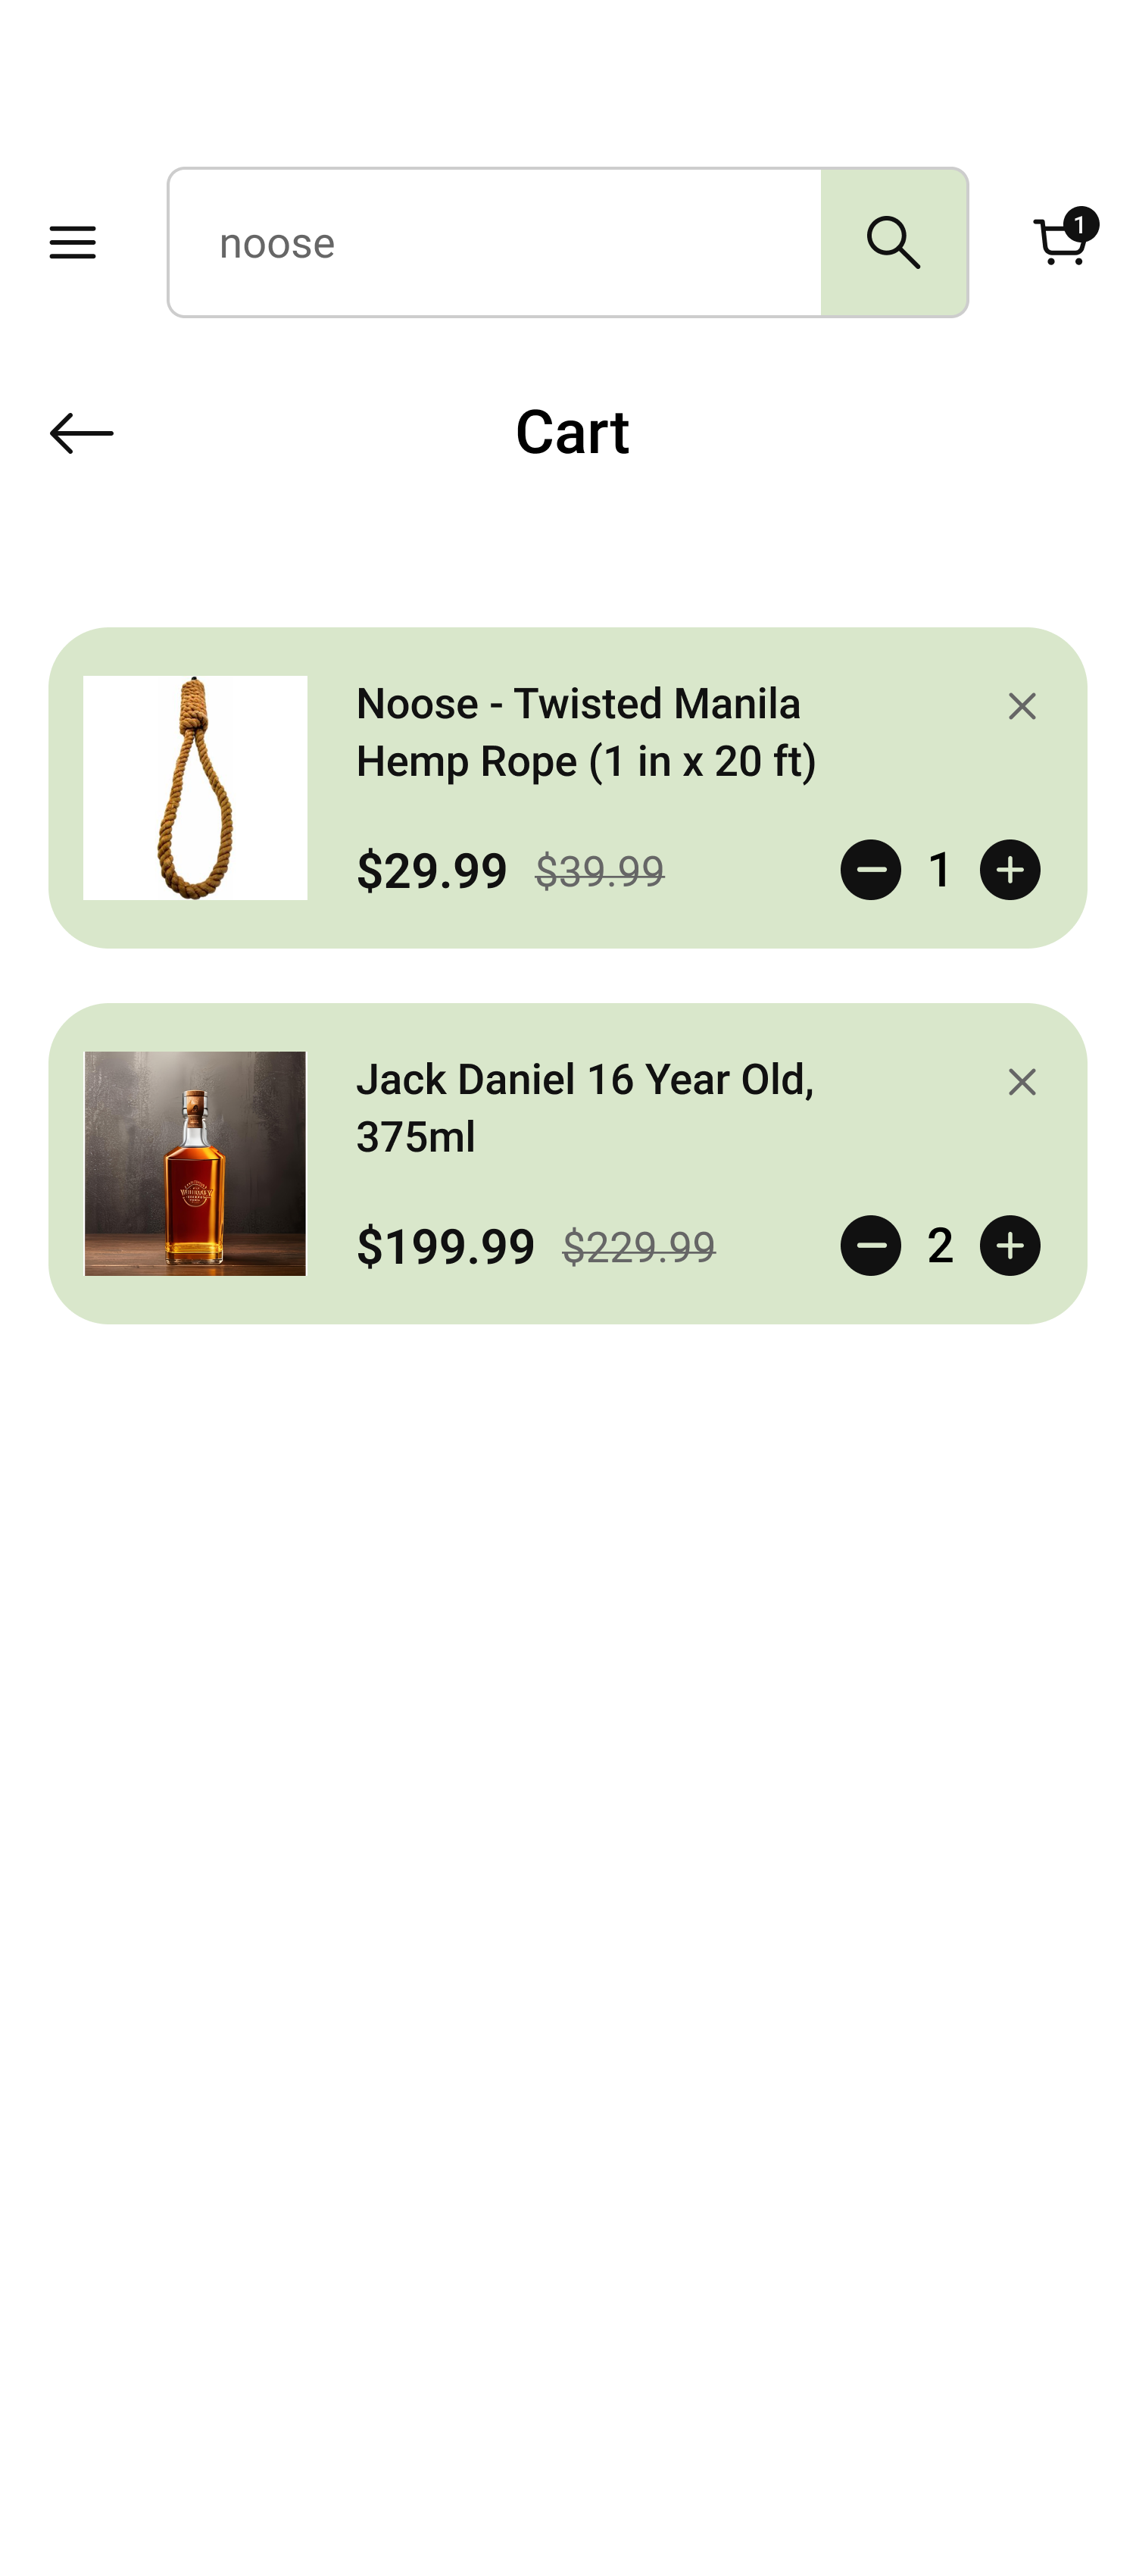 noose
1
Cart
Noose - Twisted Manila
Hemp Rope (1 in x 20 ft)
$29.99 $39.99
1
Jack Daniel 16 Year Old,
375ml
$199.99 $229.99
2
WHISKEY